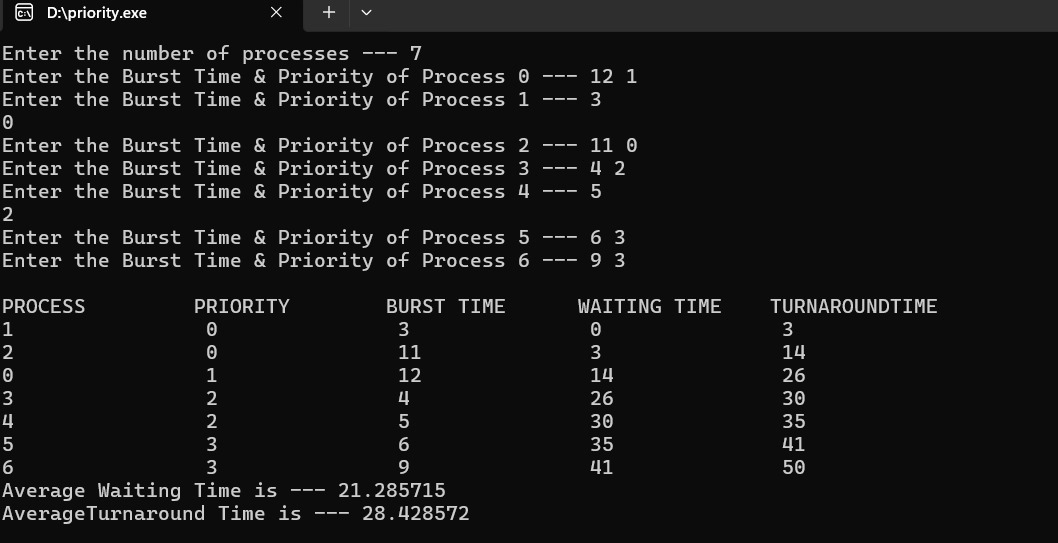 D:\priority.exe
Enter the number of processes --- 7
Enter the Burst Time & Priority of Process 0 --- 12 1
Enter the Burst Time & Priority of Process 1 --- 3
0
Enter the Burst Time & Priority of Process 2 --- 11 0
Enter the Burst Time & Priority of Process 3 --- 4 2
Enter the Burst Time & Priority of Process 4 --- 5
2
Enter the Burst Time & Priority of Process 5 --- 6 3
Enter the Burst Time & Priority of Process 6 --- 9 3
PROCESS PRIORITY BURST TIME WAITING TIME TURNAROUNDTIME
1 0 3 0 3
2 0 11 3 14
0 1 12 14 26
3 2 4 26 30
4 2 5 30 35
5 3 6 35 41
6 3 9 41 50
Average Waiting Time is --- 21.285715
AverageTurnaround Time is --- 28.428572